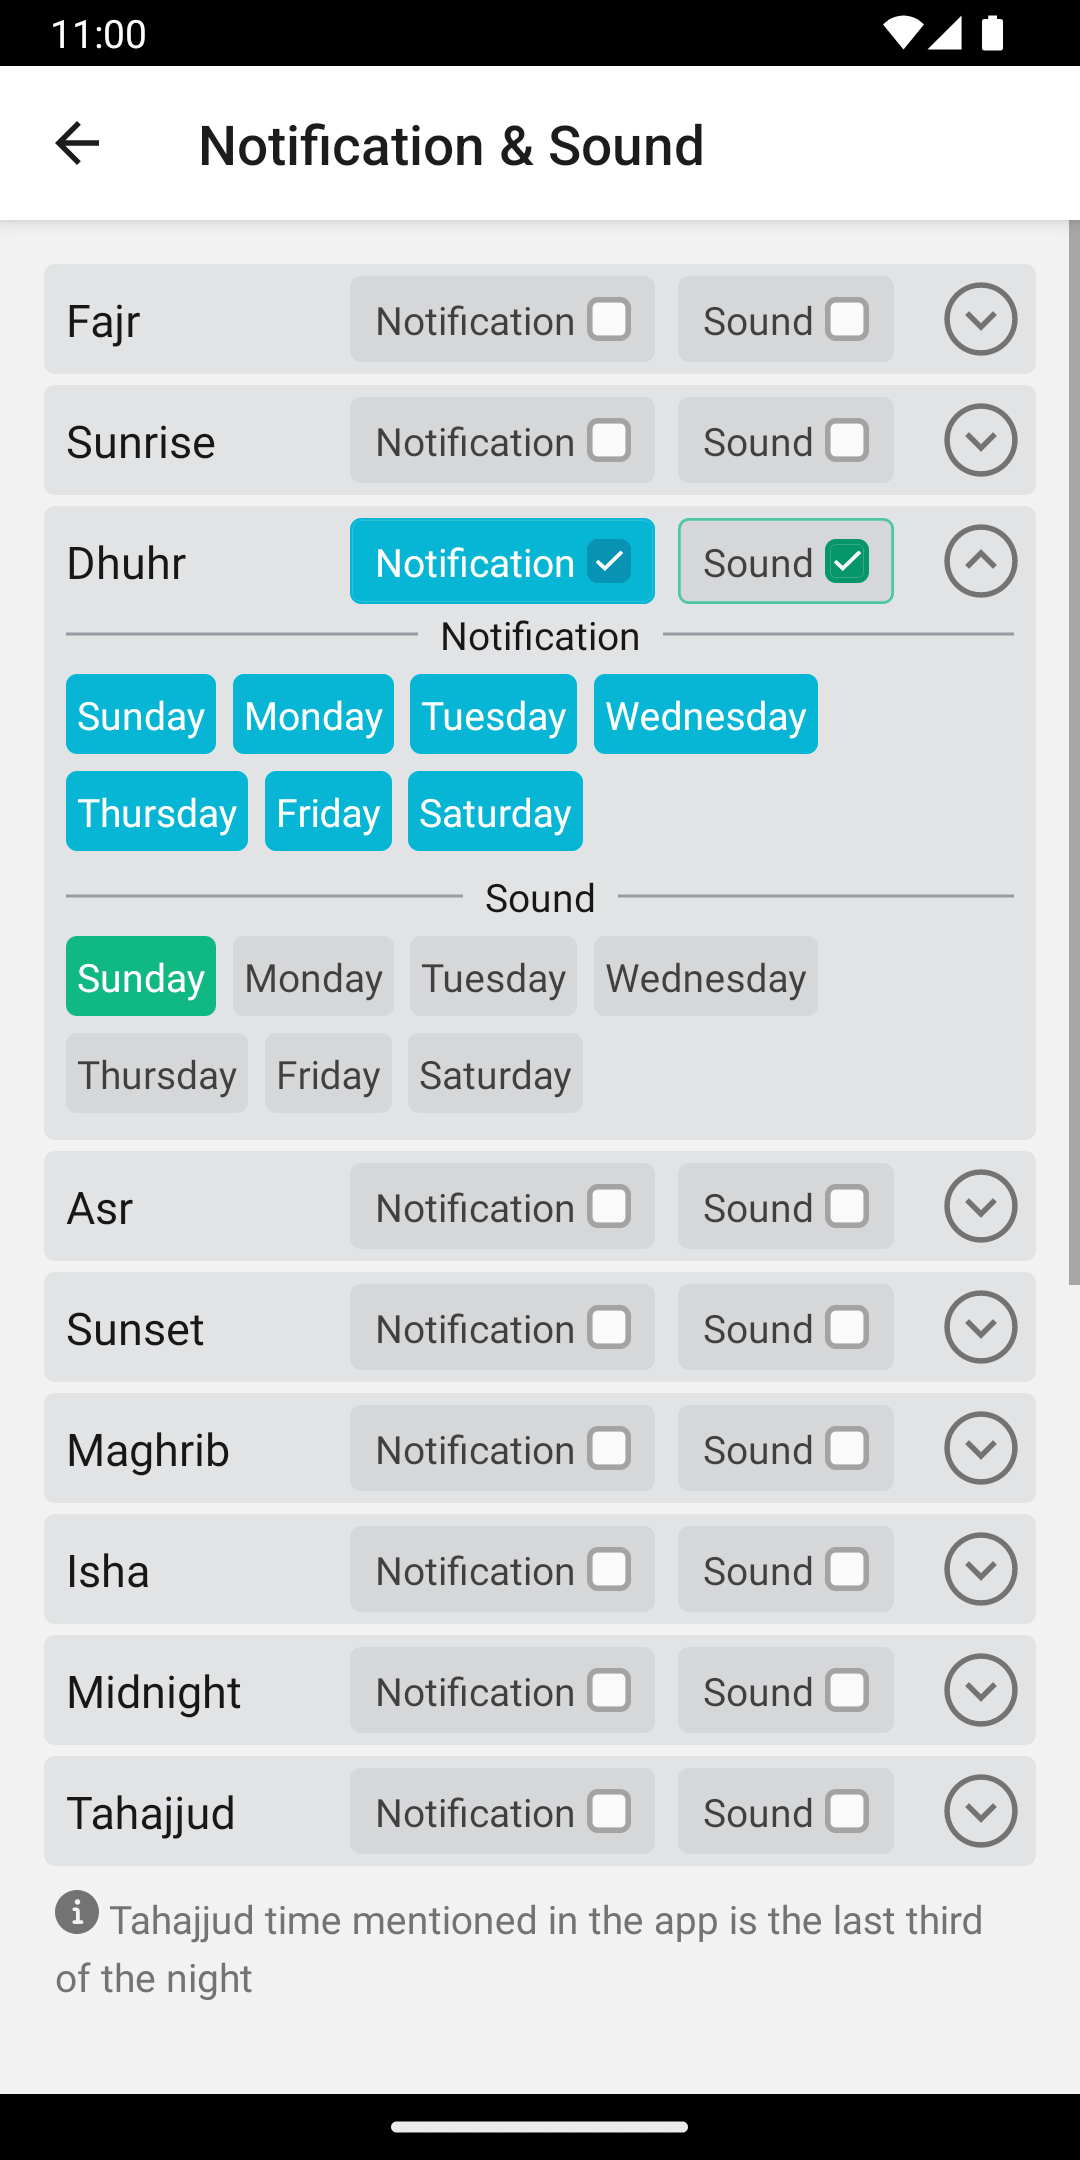 11:00
Notification & Sound
Fajr Notification Sound
Sunrise Notification Sound
Dhuhr Notification Sound
Notification
Sunday Monday Tuesday Wednesday
Thursday Friday Saturday
Sound
Sunday Monday Tuesday Wednesday
Thursday Friday Saturday
Asr Notification Sound
Sunset Notification Sound
Maghrib Notification Sound
Isha Notification Sound
Midnight Notification Sound
Tahajjud Notification Sound
Tahajjud time mentioned in the app is the last third
of the night